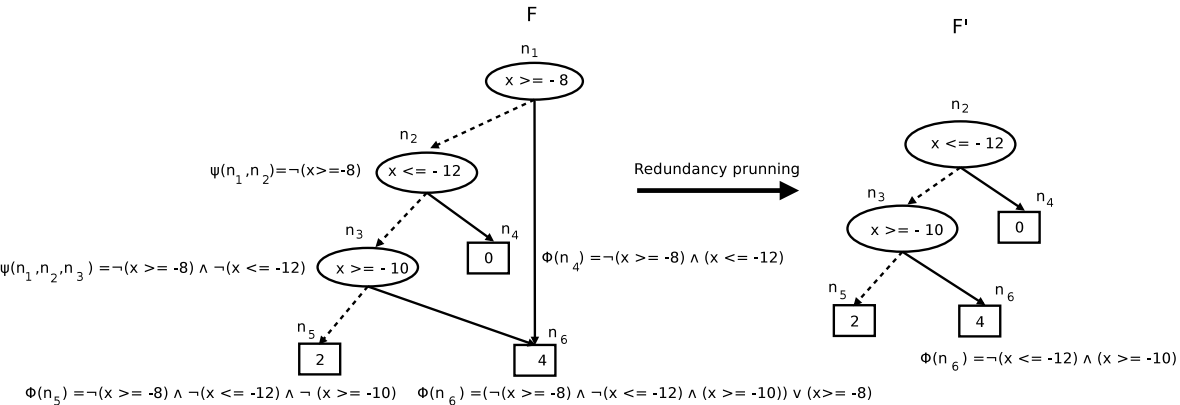 F
F'
n1
x >= - 8
n2
n2
x <= - 12
x <= - 12
ψ(n1,n2)=¬(x>=-8)
Redundancy prunning
n3
n4
n3
n4
0
0
x >= - 10
x >= - 10
Φ(n4) =¬(x >= -8) ∧ (x <= -12)
ψ(n1,n2,n3) =¬(x >= -8) ∧ ¬(x <= -12)
n5
n6
n5
n6
2
4
2
4
Φ(n6) =¬(x <= -12) ∧ (x >= -10)
Φ(n5) =¬(x >= -8) ∧ ¬(x <= -12) ∧ ¬ (x >= -10)
Φ(n6) =(¬(x >= -8) ∧ ¬(x <= -12) ∧ (x >= -10)) v (x>= -8)